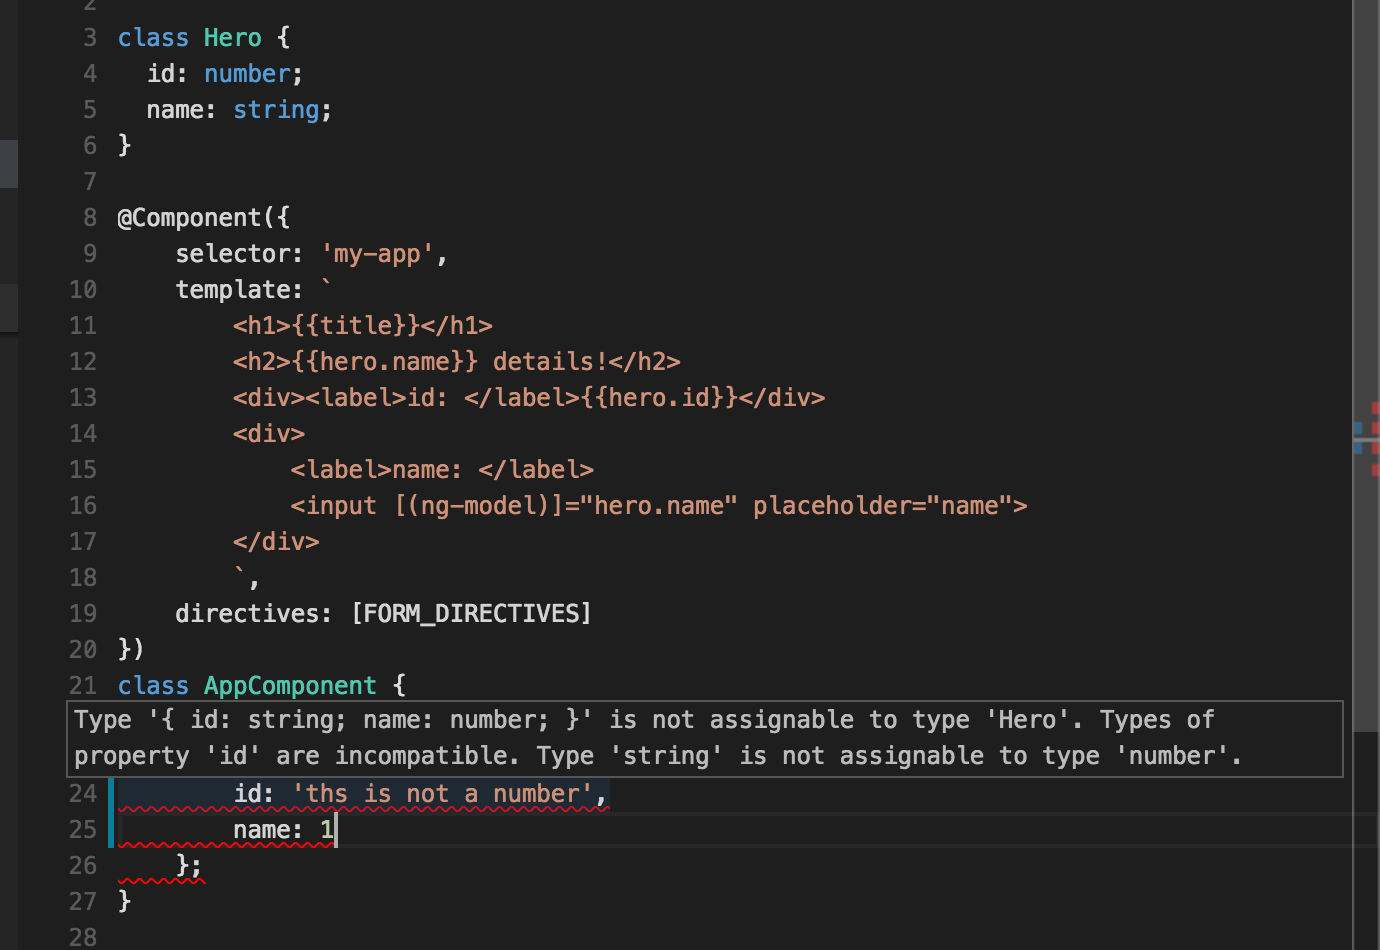 2
3 class Hero {
4 id: number;
5 name: string;
6 }
7
8 @Component({
9 selector: 'my-app',
10 template: `
11 <h1>{{title}}</h1>
12 <h2>{{hero.name}} details!</h2>
13 <div><label>id: </label>{{hero.id}}</div>
14 <div>
15 <label>name: </label>
16 <input [(ng-model)]="hero.name" placeholder="name">
17 </div>
18 `,
19 directives: [FORM_DIRECTIVES]
20 })
21 class AppComponent {
Type '{ id: string; name: number; }' is not assignable to type 'Hero'. Types of
property 'id' are incompatible. Type 'string' is not assignable to type 'number'.
24 id: 'ths is not a number',
25 name: 1
26 };
27 }
28